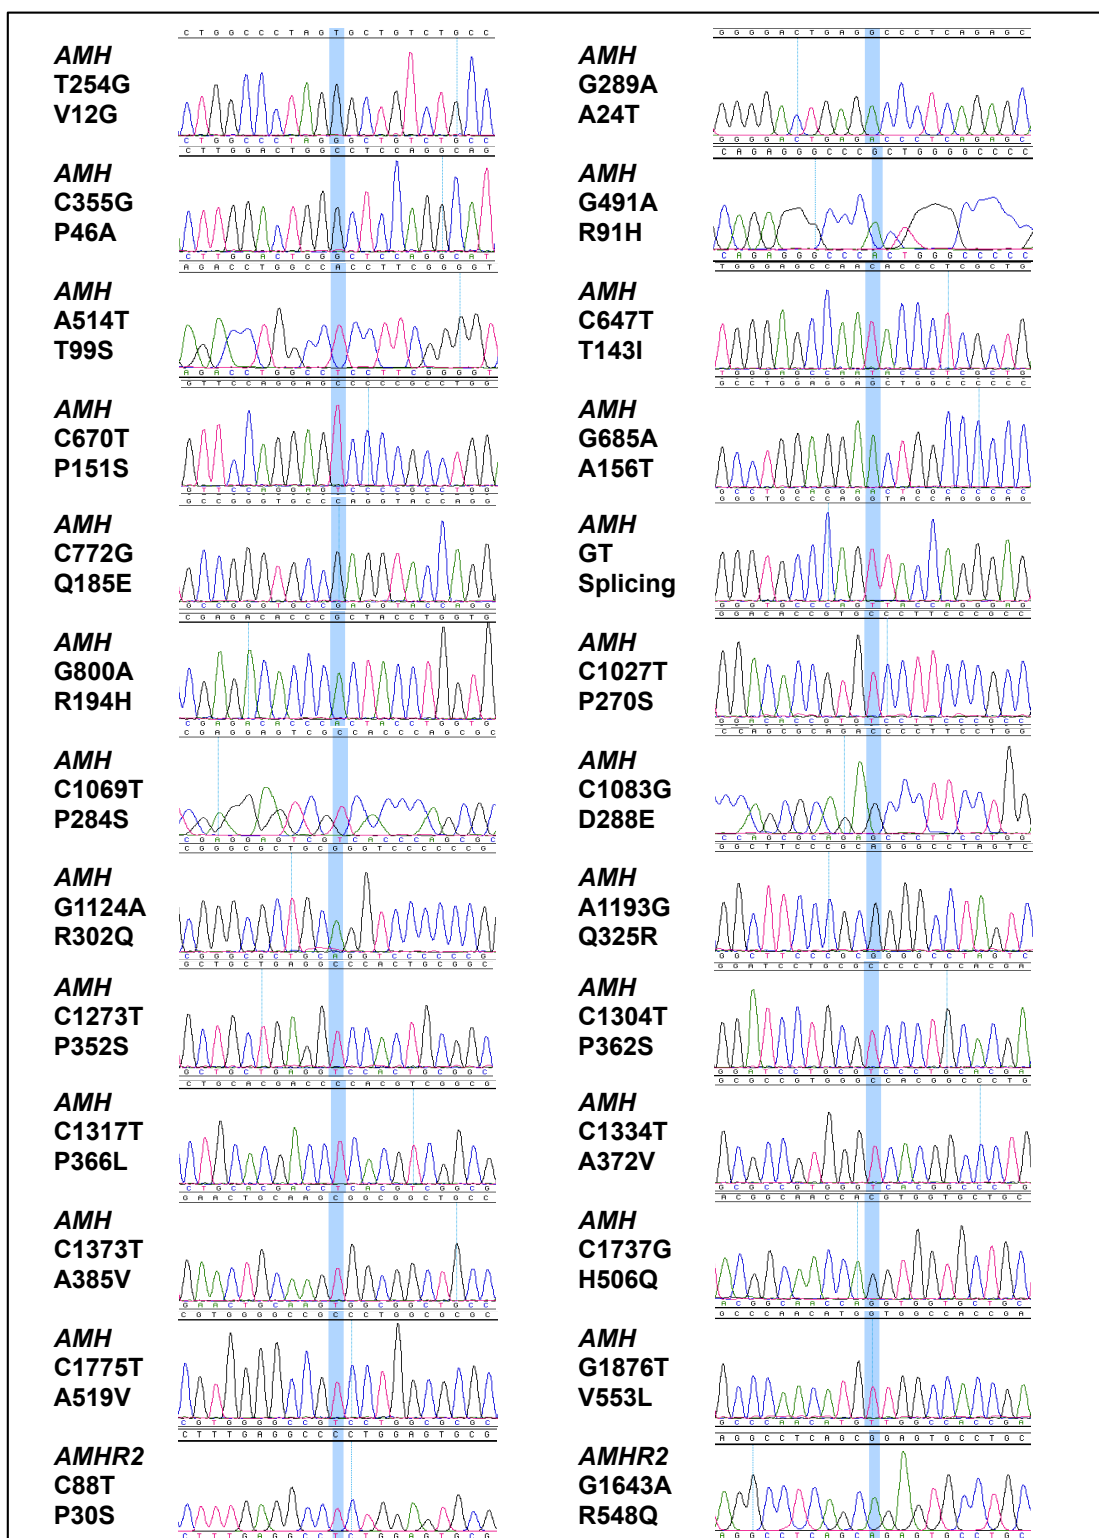 C T G G C C C T A G T G C T G T C T G C C
AMH
T254G
V12G
C T G G C C C T A G G G C T G T C T G C C
G G G G A C T G A G G C C C T C A G A G C
AMH
G289A
A24T
G G G G A C T G A G A C C C T C A G A G C
C T T G G A C T G G C C T C C A G G C A G
AMH
C355G
P46A
C T T G G A C T G G G C T C C A G G C A T
C A G A G G G C C C G C T G G G G C C C C
AMH
G491A
R91H
C A G A G G G C C C A C T G G G C C C C C
A G A C C T G G C C A C C T T C G G G G T
AMH
A514T
T99S
A G A C C T G G C C T C C T T C G G G G T
T G G G A G C C A A C A C C C T C G C T G
AMH
C647T
T143I
T G G G A G C C A A T A C C C T C G C T G
G T T C C A G G A G C C C C G C C T G G
AMH
C670T
P151S
G T T C C A G G A G T C C C C G C C T G G
G C C T G G A G G A G C T G G C C C C C C
AMH
G685A
A156T
G C C T G G A G G A A C T G G C C C C C C
G C C G G G T G C C C A G G T A C C A G G
AMH
C772G
Q185E
G C C G G G T G C C G A G G T A C C A G G
G G G T G C C C A G G T A C C A G G G A G
AMH
GT
Splicing
G G G T G C C C A G T T A C C A G G G A G
C G A G A C A C C C G C T A C C T G G T G
AMH
G800A
R194H
C G A G A C A C C C A C T A C C T G G T G
G G A C A C C G T G C C C T T C C C G C C
AMH
C1027T
P270S
G G A C A C C G T G T C C T T C C C G C C
C G A G G A G T C G C C A C C C A G C G C
AMH
C1069T
P284S
C G A G G A G T C G T C A C C C A G C G C
C C A G C G C A G A C C C C T T C C T G G
AMH
C1083G
D288E
C C A G C G C A G A G C C C T T C C T G G
C G G G C G C T G C G G G T C C C C C C G
AMH
G1124A
R302Q
C G G G C G C T G C A G G T C C C C C C G
G G C T T C C C G C A G G G C C T A G T C
AMH
A1193G
Q325R
G G C T T C C C G C G G G G C C T A G T C
G C T G C T G A G G C C C A C T G C G G C
AMH
C1273T
P352S
G C T G C T G A G G T C C A C T G C G G C
G G A T C C T G C G C C C C T G C A C G A
AMH
C1304T
P362S
G G A T C C T G C G T C C C T G C A C G A
C T G C A C G A C C C C A C G T C G G C G
AMH
C1317T
P366L
C T G C A C G A C C T C A C G T C G G C G
G C G C C G T G G G C C A C G G C C C T G
AMH
C1334T
A372V
G C G C C G T G G G T C A C G G C C C T G
G A A C T G C A A G C G G C G G C T G C C
AMH
C1373T
A385V
G A A C T G C A A G T G G C G G C T G C C
A C G G C A A C C A C G T G G T G C T G C
AMH
C1737G
H506Q
A C G G C A A C C A G G T G G T G C T G C
C G T G G G G C C G C C C T G G C G C G C
AMH
C1775T
A519V
C G T G G G G C C G T C C T G G C G C G C
G C C C A A C A T G G T G G C C A C C G A
AMH
G1876T
V553L
G C C C A A C A T G T T G G C C A C C G A
C T T T G A G G C C C C T G G A G T G C G
AMHR2
C88T
P30S
C T T T G A G G C C T C T G G A G T G C G
A G G C C T C A G C G G A G T G C C T G C
AMHR2
G1643A
R548Q
A G G C C T C A G C A G A G T G C C T G C